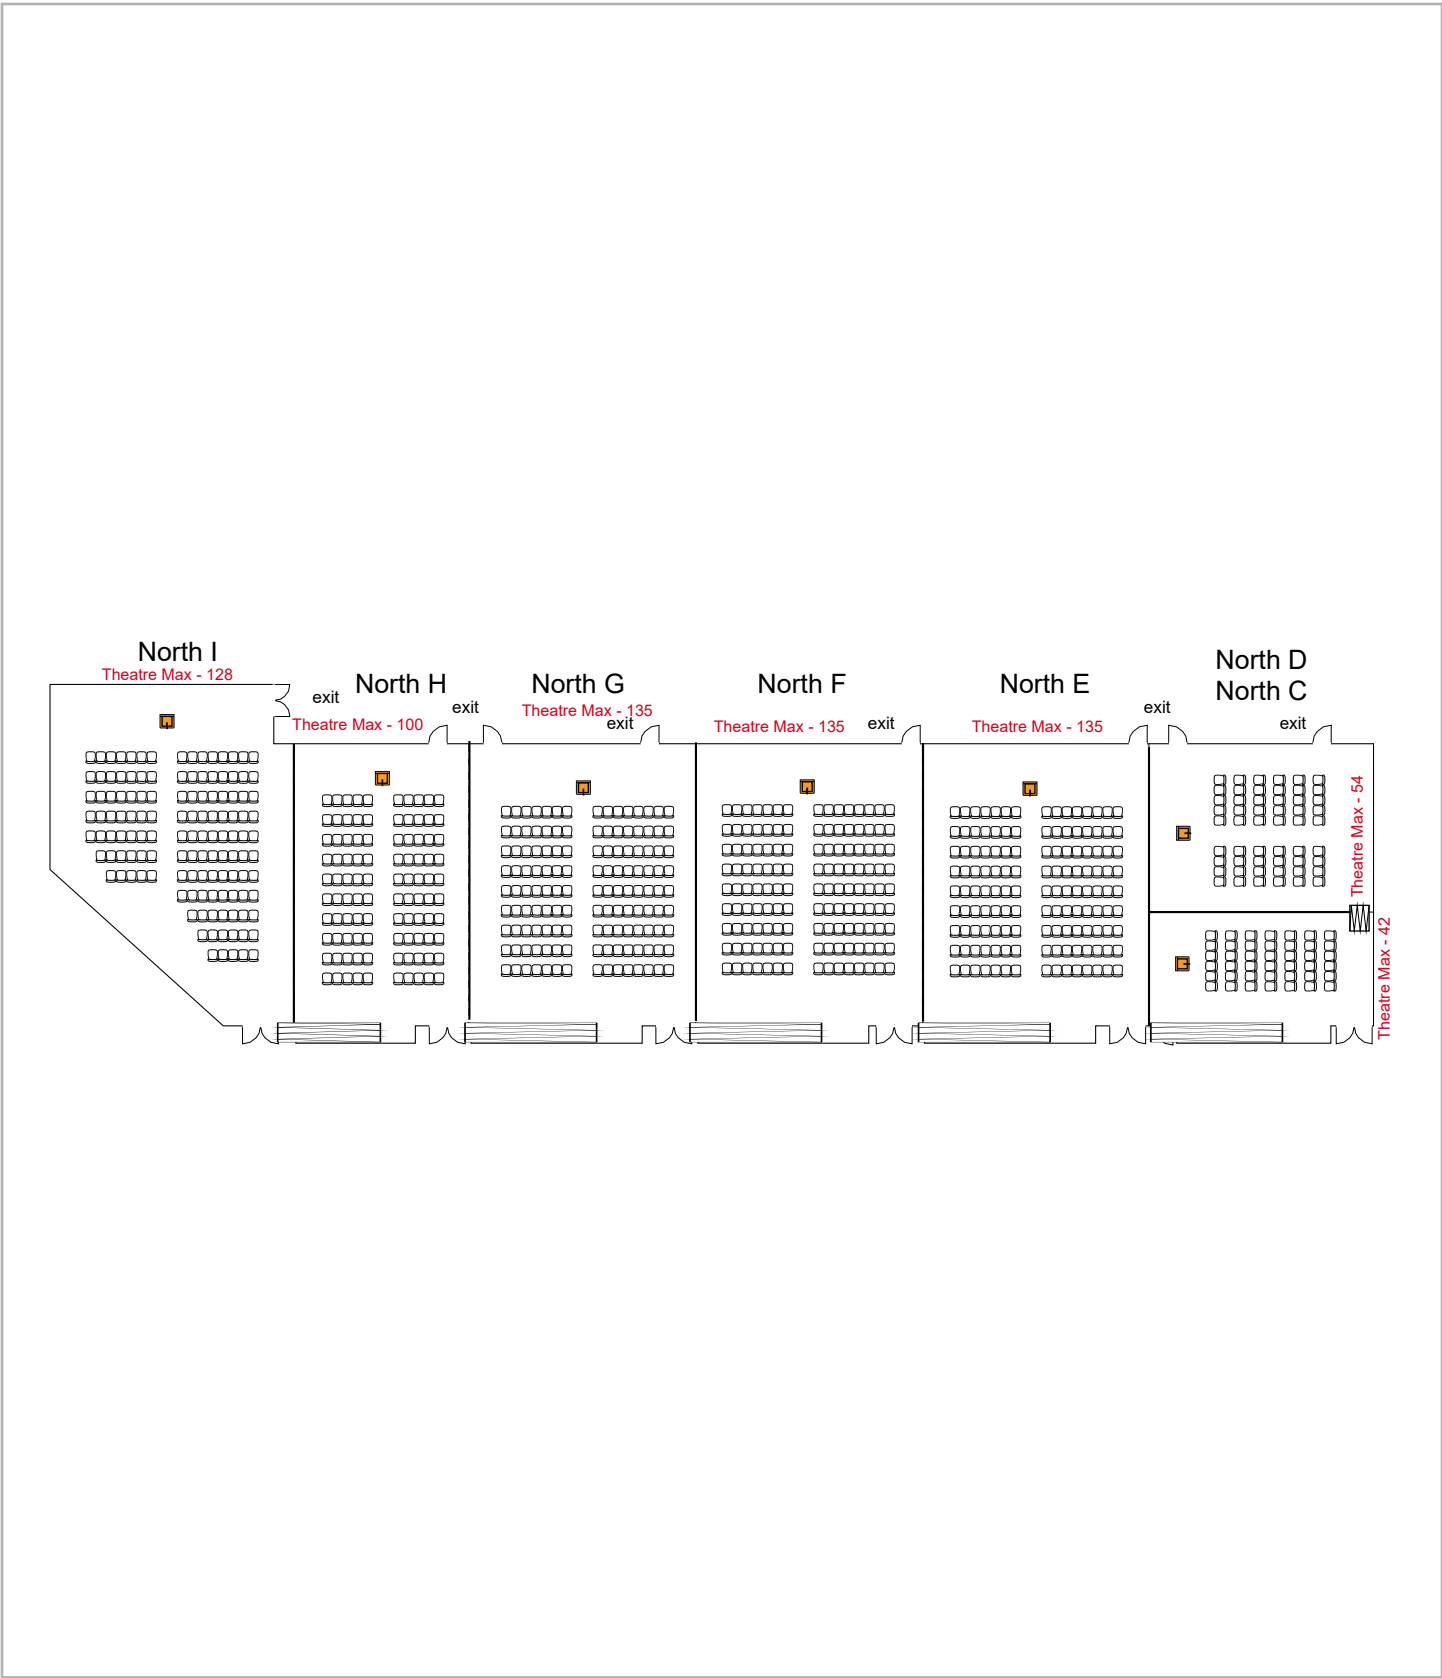 North I
Theatre Max - 128
exit
North H
Theatre Max - 100
exit
North G
Theatre Max - 135
exit
North F
Theatre Max - 135
exit
North E
Theatre Max - 135
exit
North D
North C
exit
Theatre Max - 54
Theatre Max - 42